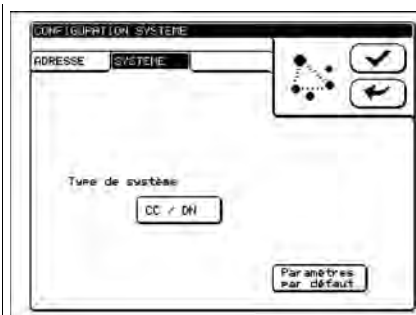 CONFIGURATION SYSTEME
ADRESSE
SYSTEME
Type de système
CC / DN
Paramètres
par défaut